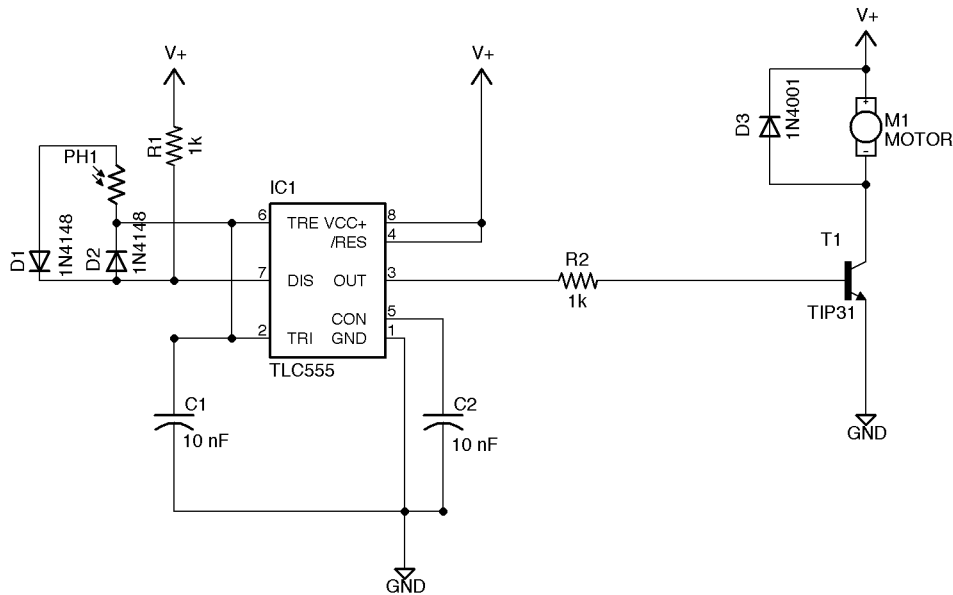 V+
V+
V+
R1
1k
PH1
D3
1N4001
M1
MOTOR
IC1
D1
1N4148
D2
1N4148
6
TRE
VCC+
8
/RES
4
7
DIS
OUT
3
R2
1k
T1
TIP31
CON
5
2
TRI
GND
1
TLC555
C1
10 nF
C2
10 nF
GND
GND
+
-